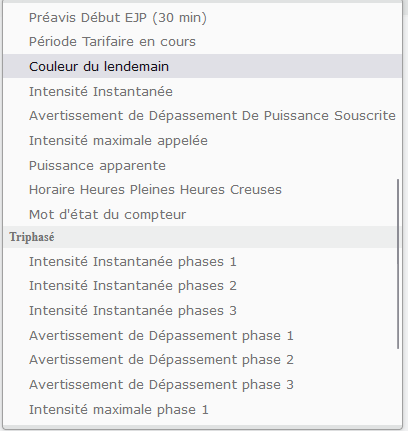 Préavis Début EJP (30 min)
Période Tarifaire en cours
Couleur du lendemain
Intensité Instantanée
Avertissement de Dépassement De Puissance Souscrite
Intensité maximale appelée
Puissance apparente
Horaire Heures Pleines Heures Creuses
Mot d'état du compteur
Triphasé
Intensité Instantanée phases 1
Intensité Instantanée phases 2
Intensité Instantanée phases 3
Avertissement de Dépassement phase 1
Avertissement de Dépassement phase 2
Avertissement de Dépassement phase 3
Intensité maximale phase 1